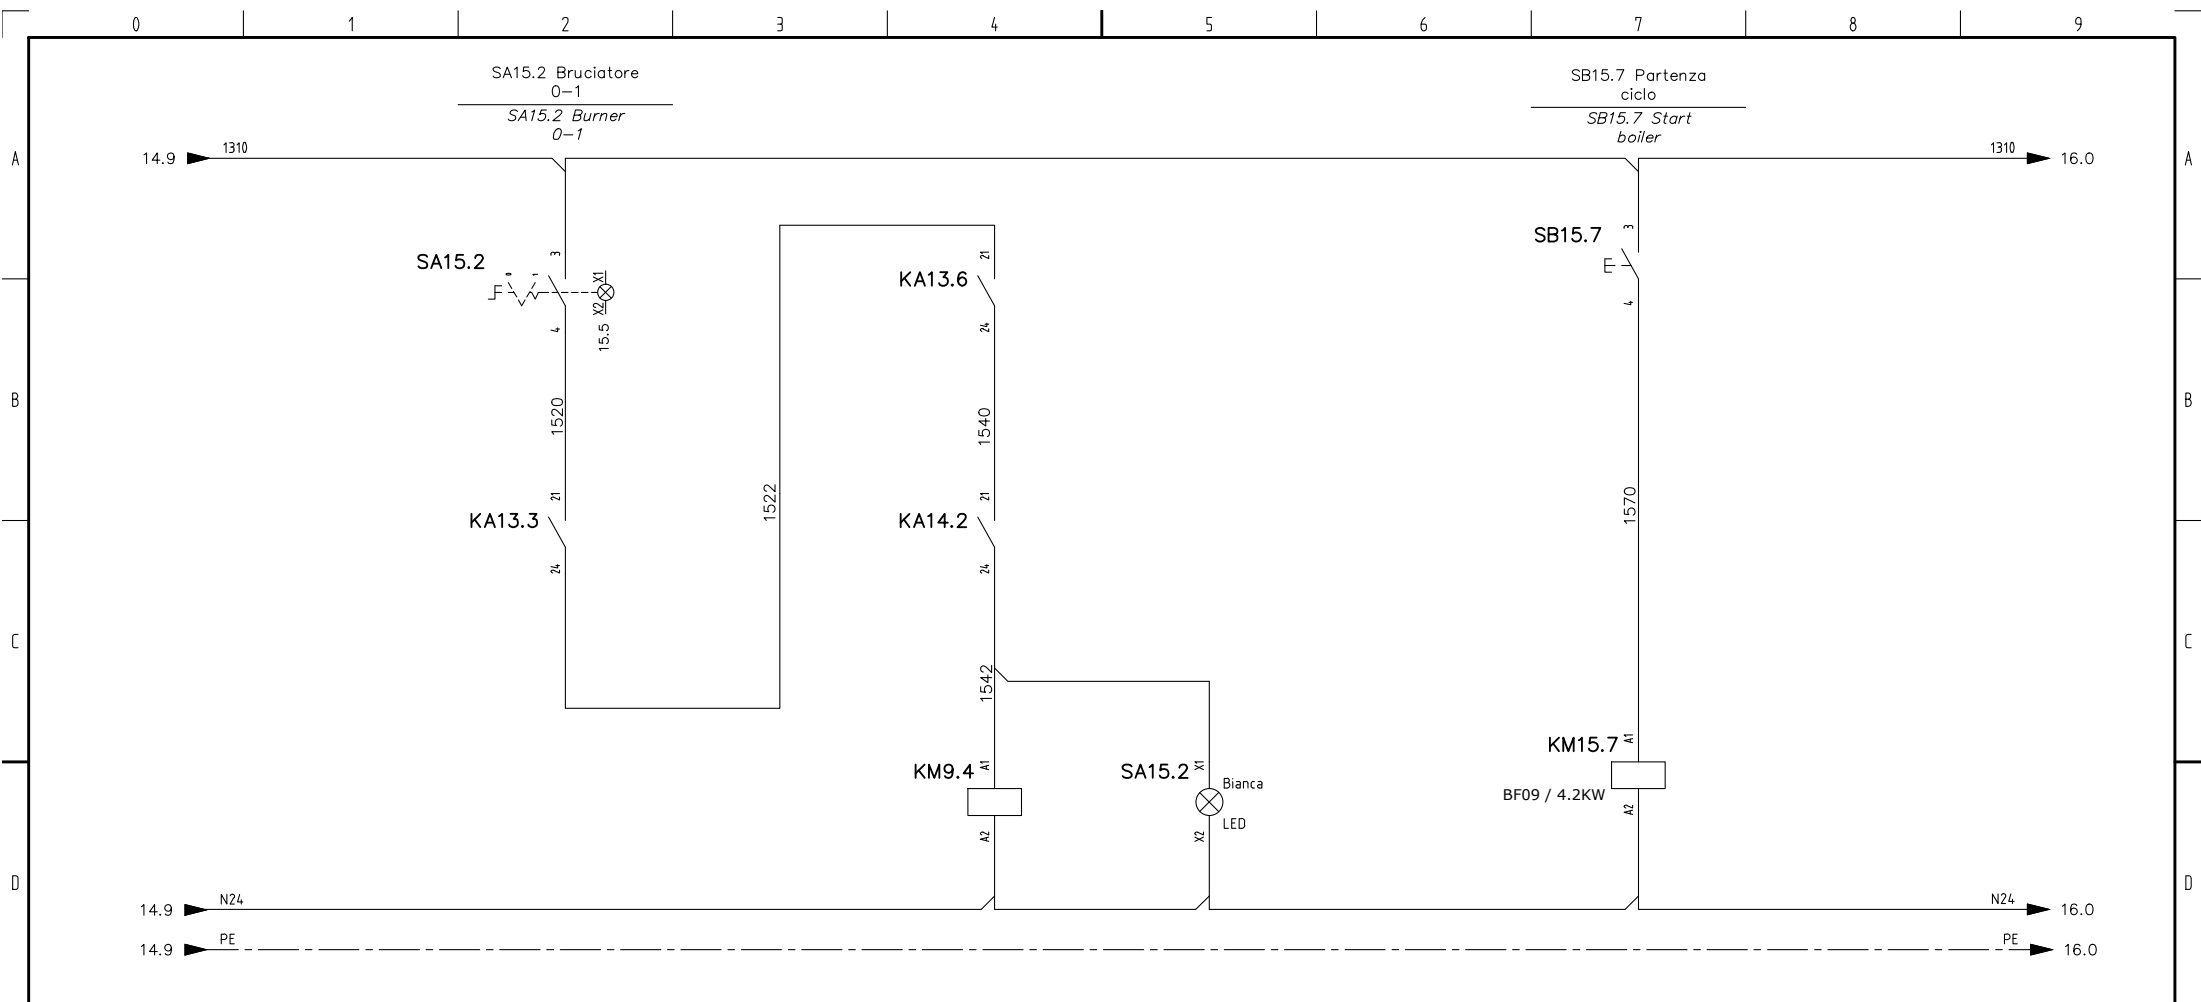 0 1 2 3 4 5 6 7 8 9
SA15.2 Bruciatore
0-1
SA15.2 Burner
0-1
SB15.7 Partenza
ciclo
SB15.7 Start
boiler
A
14.9
1310
1310
16.0
A
SA15.2
3
0 1
X1
X2
4
15.5
KA13.6
21
24
SB15.7
3
4
B
1520
1540
B
KA13.3
21
24
1522
KA14.2
21
24
1570
C
1542
C
KM9.4
A1
A2
SA15.2
X1
Bianca
LED
X2
KM15.7
A1
BF09 / 4.2KW
A2
D
D
14.9
N24
N24
16.0
14.9
PE
PE
16.0